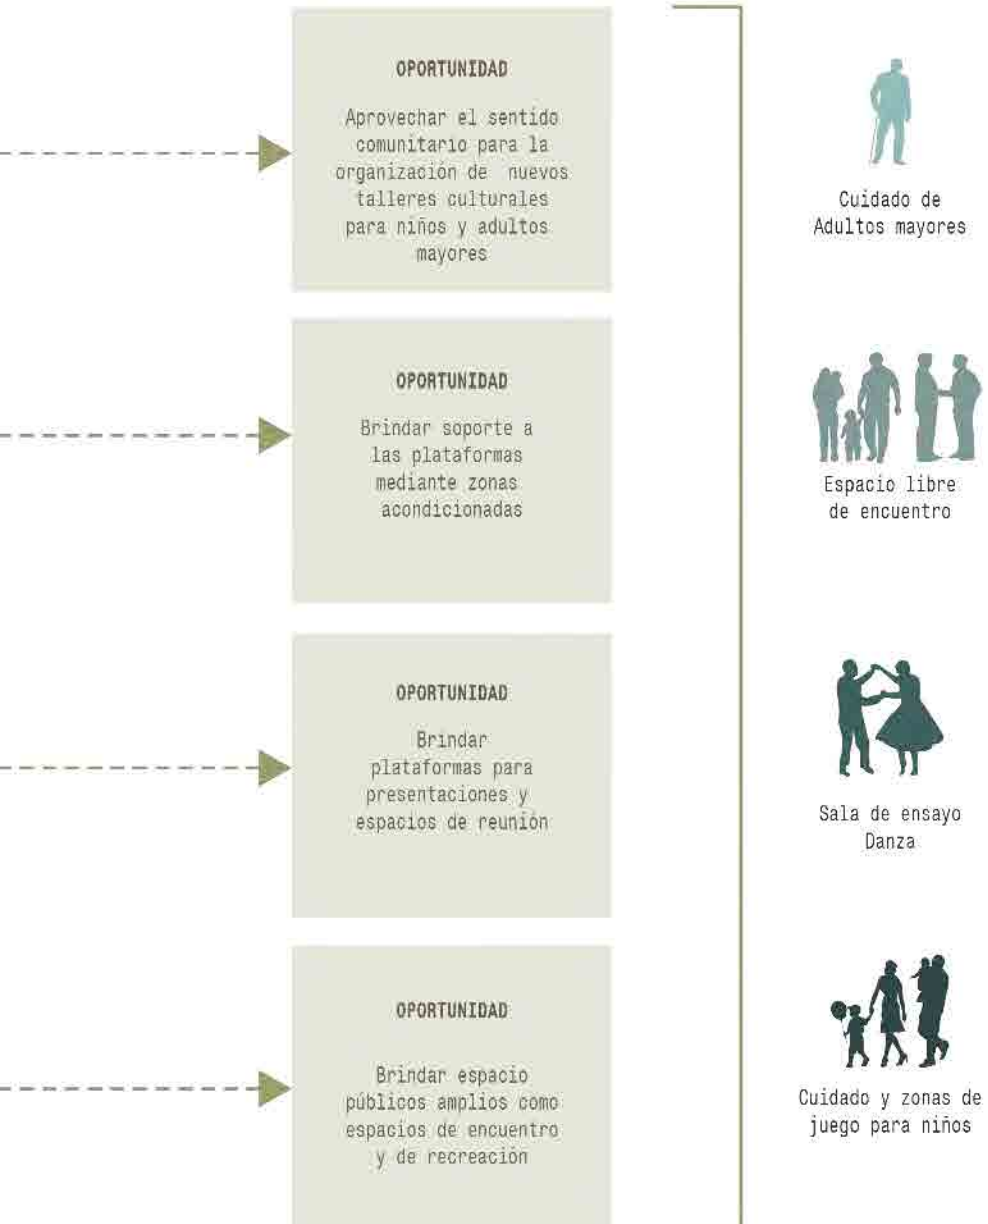 OPORTUNIDAD
Aprovechar el sentido
comunitario para la
organización de nuevos
talleres culturales
para niños y adultos
mayores
Cuidado de
Adultos mayores
OPORTUNIDAD
Brindar soporte a
las plataformas
mediante zonas
acondicionadas
Espacio libre
de encuentro
OPORTUNIDAD
Brindar
plataformas para
presentaciones y
espacios de reunión
Sala de ensayo
Danza
OPORTUNIDAD
Brindar espacio
públicos amplios como
espacios de encuentro
y de recreación
Cuidado y zonas de
juego para niños